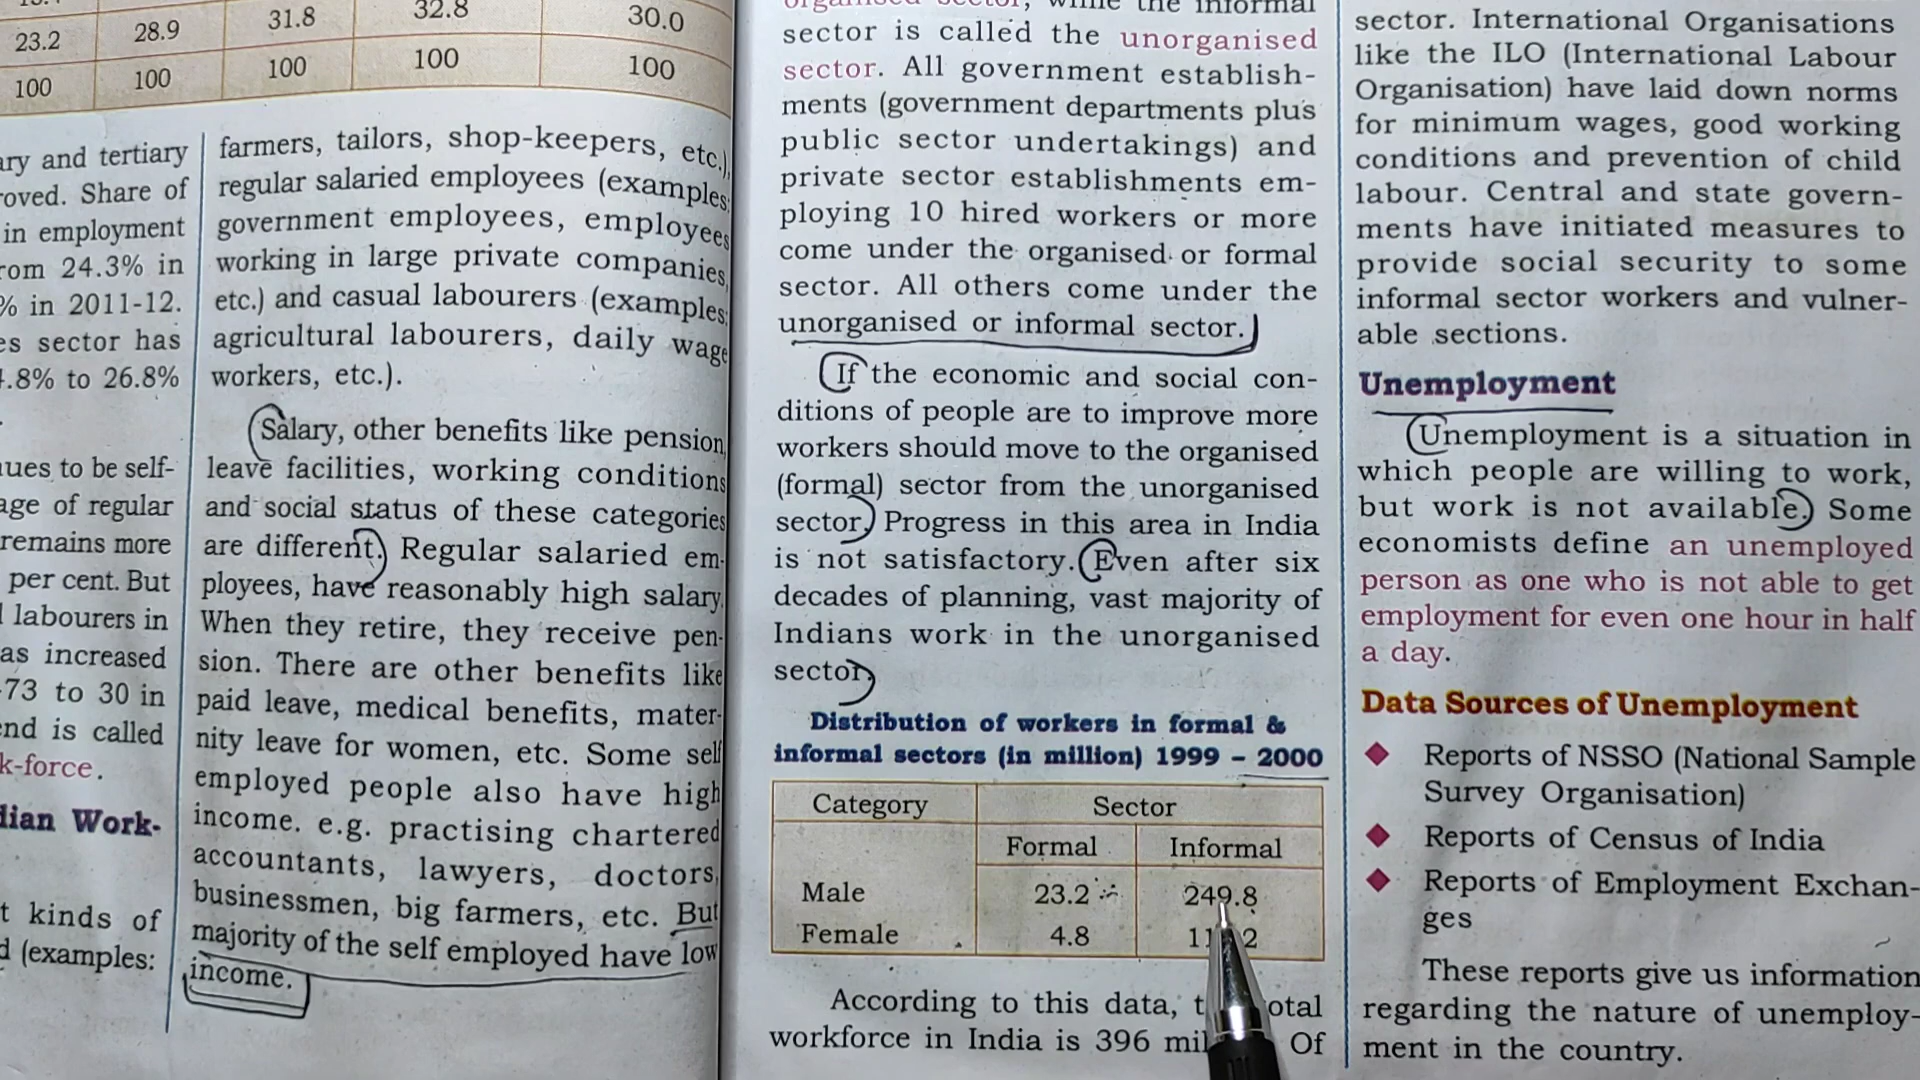 23.2 28.9 31.8 32.8 30.0
100 100 100 100 100
ary and tertiary
roved. Share of
in employment
rom 24.3% in
% in 2011-12.
es sector has
.8% to 26.8%
ues to be self-
age of regular
remains more
per cent. But
labourers in
as increased
-73 to 30 in
end is called
k-force.
dian Work-
t kinds of
d (examples:
farmers, tailors, shop-keepers, etc.),
regular salaried employees (examples:
government employees, employees
working in large private companies,
etc.) and casual labourers (examples:
agricultural labourers, daily wage
workers, etc.).
Salary, other benefits like pension,
leave facilities, working conditions
and social status of these categories
are different. Regular salaried em-
ployees, have reasonably high salary.
When they retire, they receive pen-
sion. There are other benefits like
paid leave, medical benefits, mater-
nity leave for women, etc. Some self
employed people also have high
income. e.g. practising chartered
accountants, lawyers, doctors,
businessmen, big farmers, etc. But
majority of the self employed have low
income.
organised sector, while the informal
sector is called the unorganised
sector. All government establish-
ments (government departments plus
public sector undertakings) and
private sector establishments em-
ploying 10 hired workers or more
come under the organised or formal
sector. All others come under the
unorganised or informal sector.
If the economic and social con-
ditions of people are to improve more
workers should move to the organised
(formal) sector from the unorganised
sector. Progress in this area in India
is not satisfactory. Even after six
decades of planning, vast majority of
Indians work in the unorganised
sector.
Distribution of workers in formal &
informal sectors (in million) 1999 – 2000
Category Sector
Formal Informal
Male 23.2 249.8
Female 4.8
According to this data, otal
workforce in India is 396 mil Of
sector. International Organisations
like the ILO (International Labour
Organisation) have laid down norms
for minimum wages, good working
conditions and prevention of child
labour. Central and state govern-
ments have initiated measures to
provide social security to some
informal sector workers and vulner-
able sections.
Unemployment
Unemployment is a situation in
which people are willing to work,
but work is not available. Some
economists define an unemployed
person as one who is not able to get
employment for even one hour in half
a day.
Data Sources of Unemployment
Reports of NSSO (National Sample
Survey Organisation)
Reports of Census of India
Reports of Employment Exchan-
ges
These reports give us information
regarding the nature of unemploy-
ment in the country.